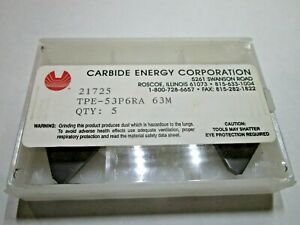 CARBIDE ENERGY CORPORATION
5261 SWANSON ROAD
ROSCOE, ILLINOIS 61073 • 815-633-1004
1-800-728-6657 • FAX: 815-282-1822
21725
TPE-53P6RA 63M
QTY: 5
WARNING: Grinding this product produces dust which is hazardous to the lungs.
To avoid adverse health effects use adequate ventilation, proper
respiratory protection and read the material safety data sheet.
CAUTION:
TOOLS MAY SHATTER
EYE PROTECTION REQUIRED